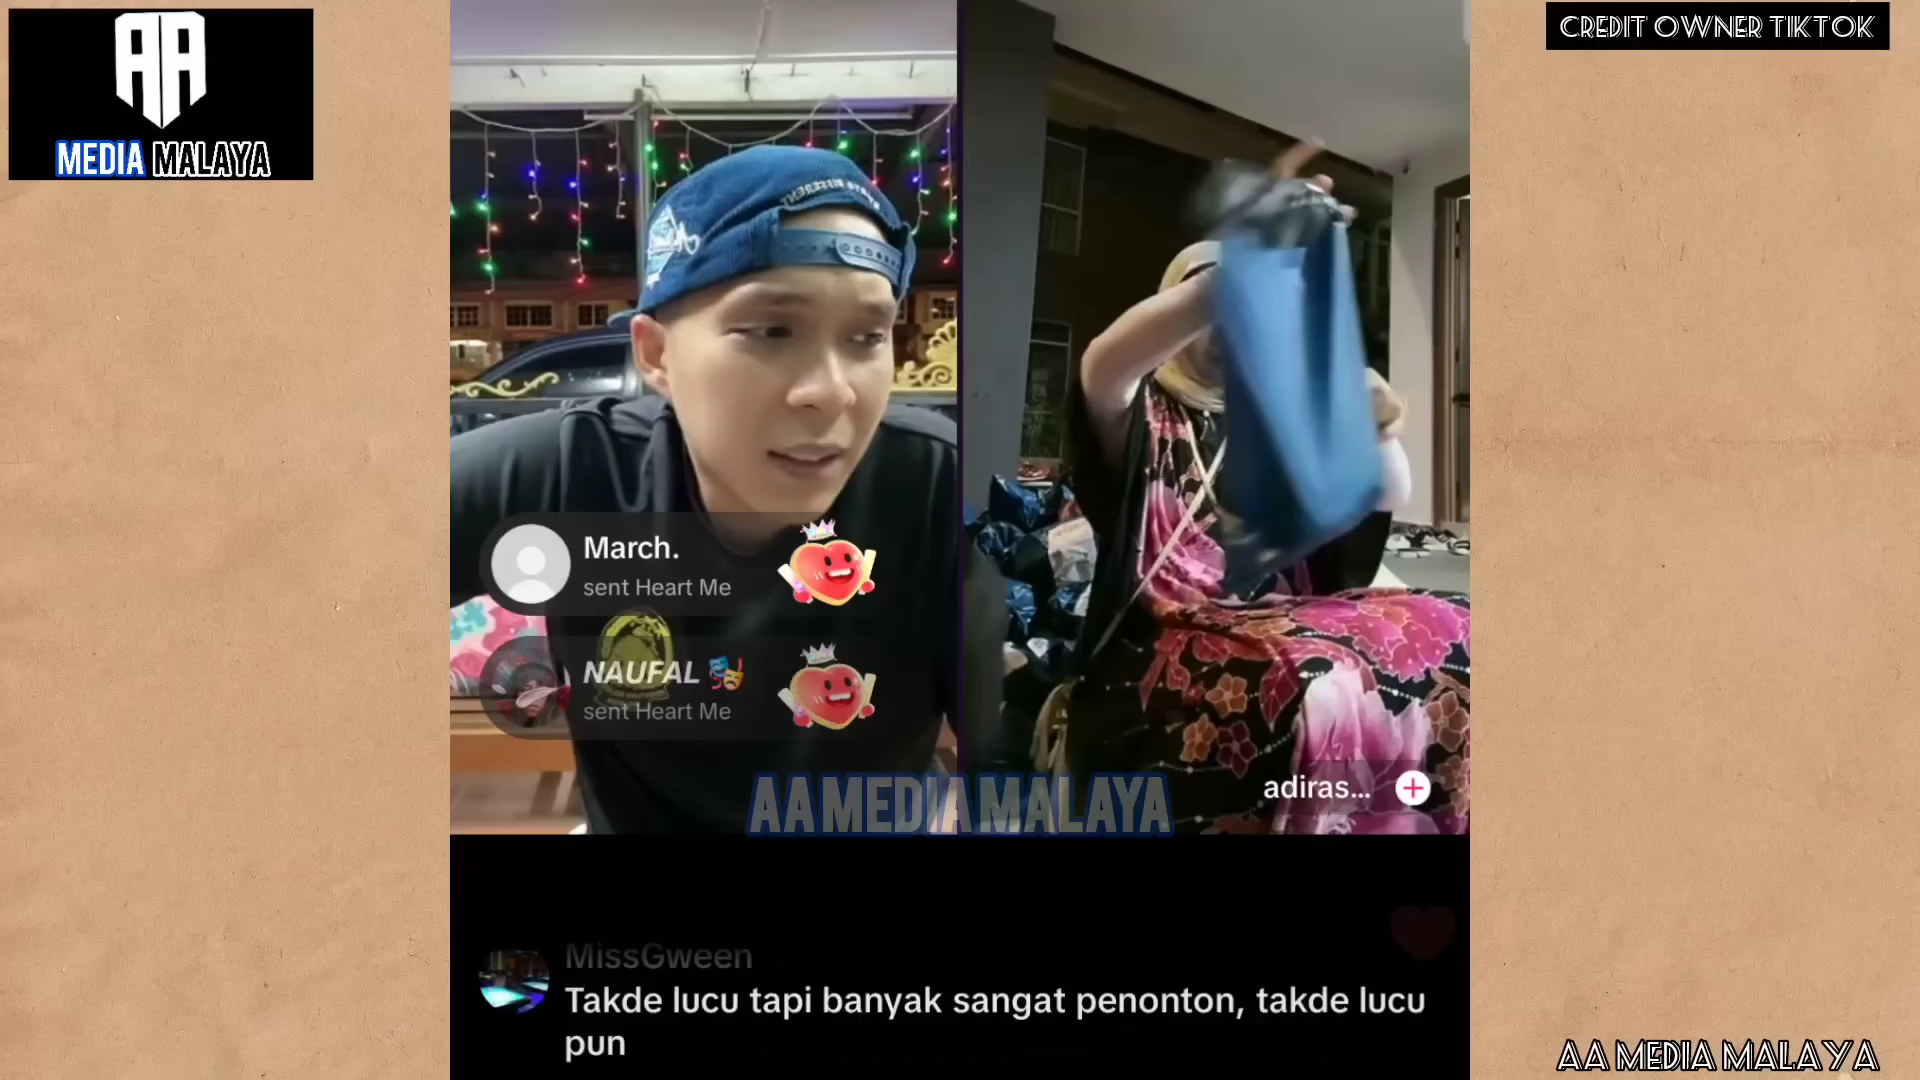 MEDIA MALAYA
CREDIT OWNER TIKTOK
March.
sent Heart Me
NAUFAL
sent Heart Me
adiras...
AA MEDIA MALAYA
MissGween
Takde lucu tapi banyak sangat penonton, takde lucu
pun
AA MEDIA MALAYA